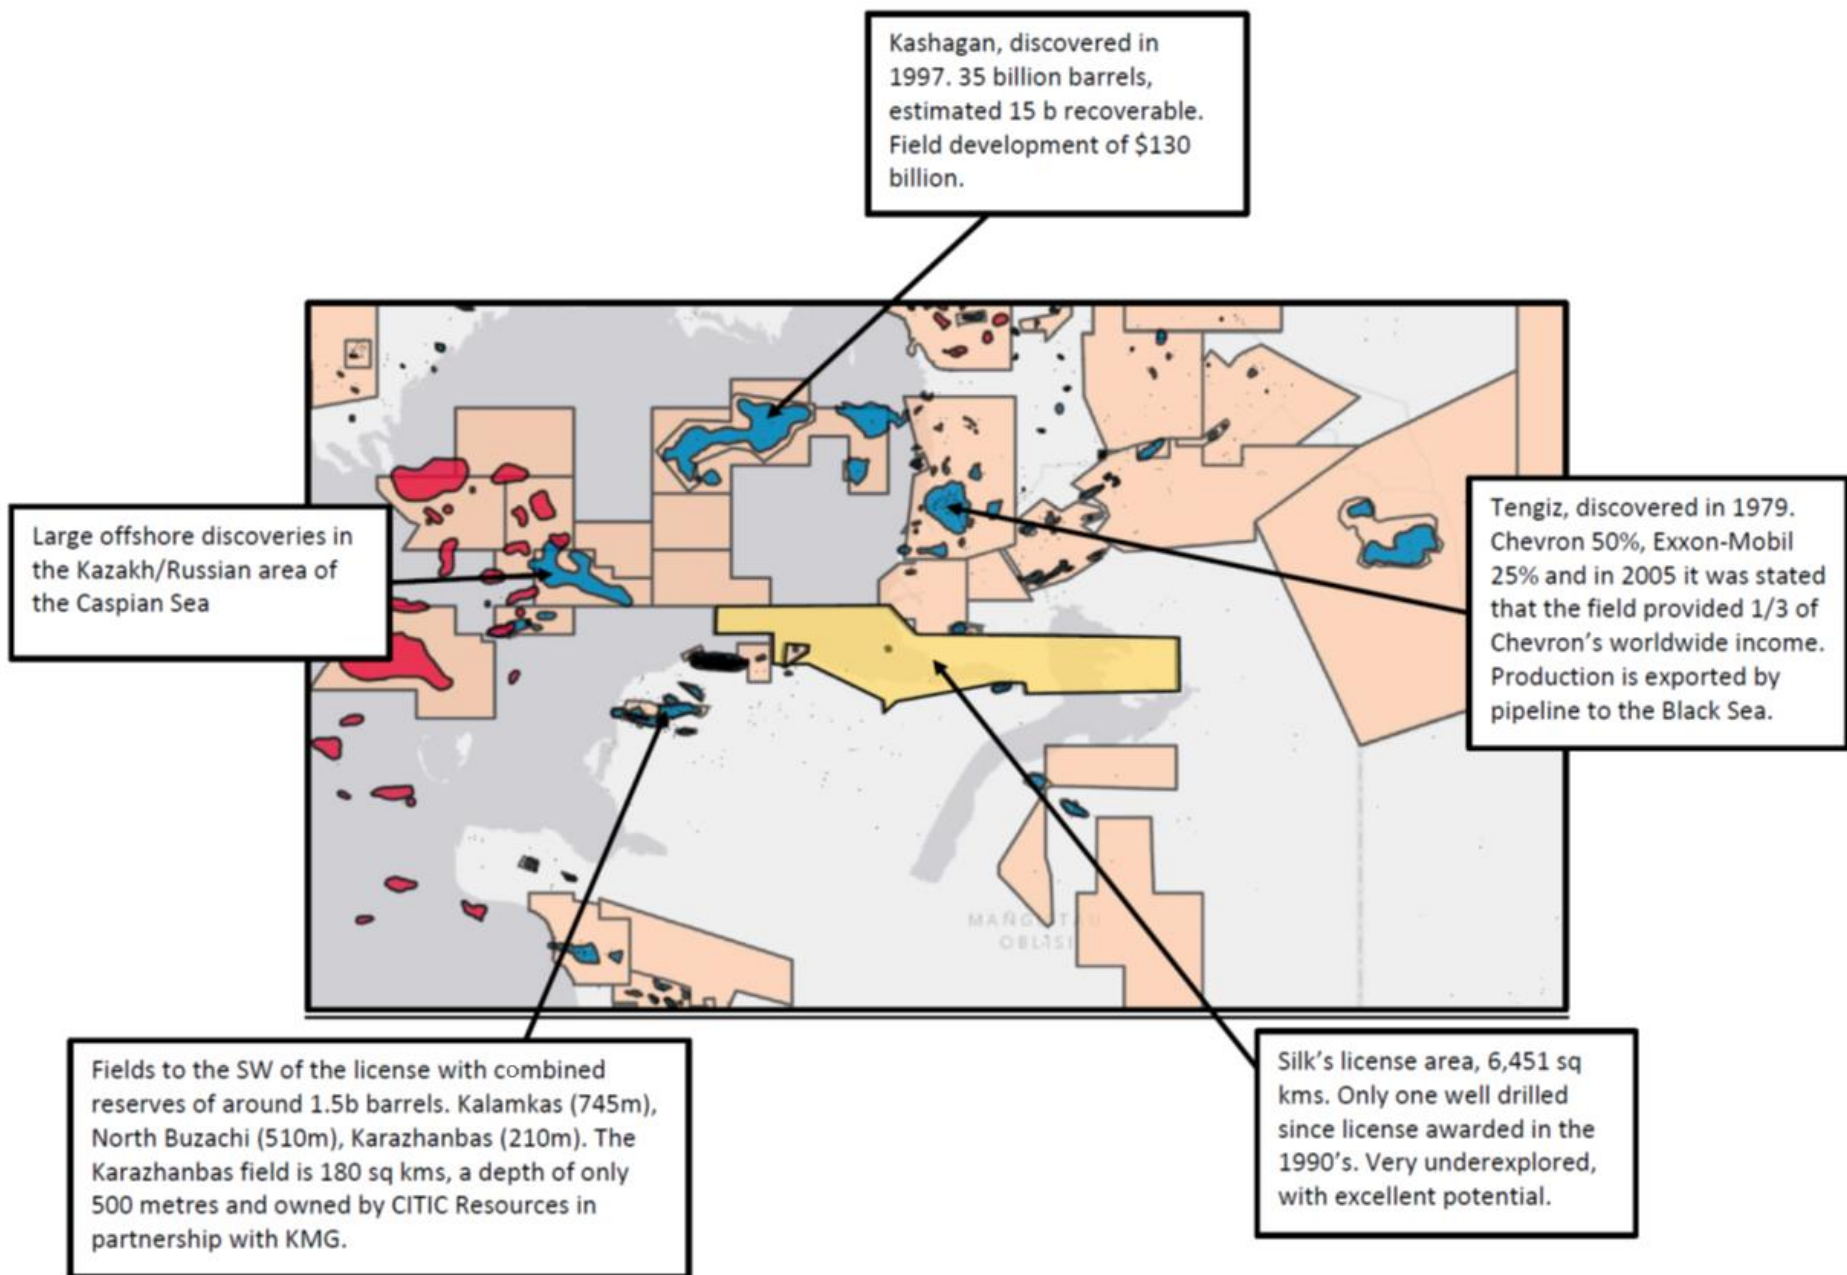 Kashagan, discovered in
1997. 35 billion barrels,
estimated 15 b recoverable.
Field development of $130
billion.
Large offshore discoveries in
the Kazakh/Russian area of
the Caspian Sea
Tengiz, discovered in 1979.
Chevron 50%, Exxon-Mobil
25% and in 2005 it was stated
that the field provided 1/3 of
Chevron's worldwide income.
Production is exported by
pipeline to the Black Sea.
OBLISI
Fields to the SW of the license with combined
reserves of around 1.5b barrels. Kalamkas (745m),
North Buzachi (510m), Karazhanbas (210m). The
Karazhanbas field is 180 sq kms, a depth of only
500 metres and owned by CITIC Resources in
partnership with KMG.
Silk's license area, 6,451 sq
kms. Only one well drilled
since license awarded in the
1990's. Very underexplored,
with excellent potential.